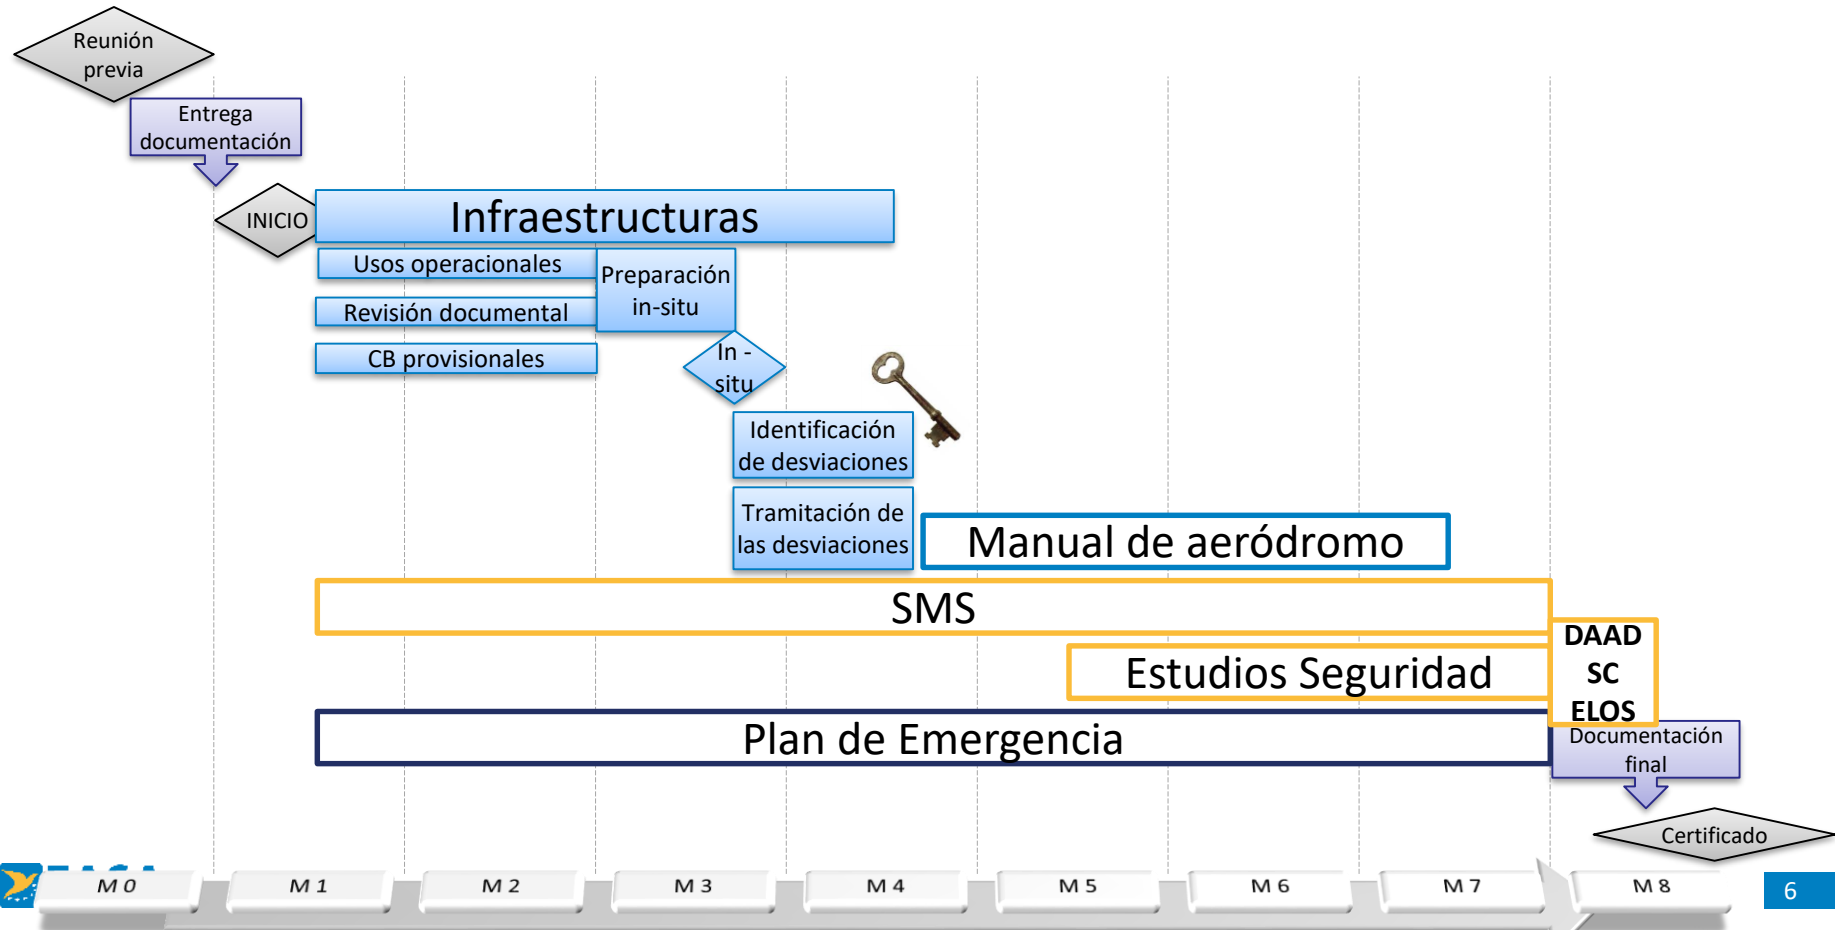 Reunión
previa
Entrega
documentación
INICIO
Infraestructuras
Usos operacionales
Preparación
in-situ
Revisión documental
CB provisionales
In -
situ
Identificación
de desviaciones
Tramitación de
las desviaciones
Manual de aeródromo
SMS
Estudios Seguridad
DAAD
SC
ELOS
Plan de Emergencia
Documentación
final
Certificado
M 0
M 1
M 2
M 3
M 4
M 5
M 6
M 7
M 8
6